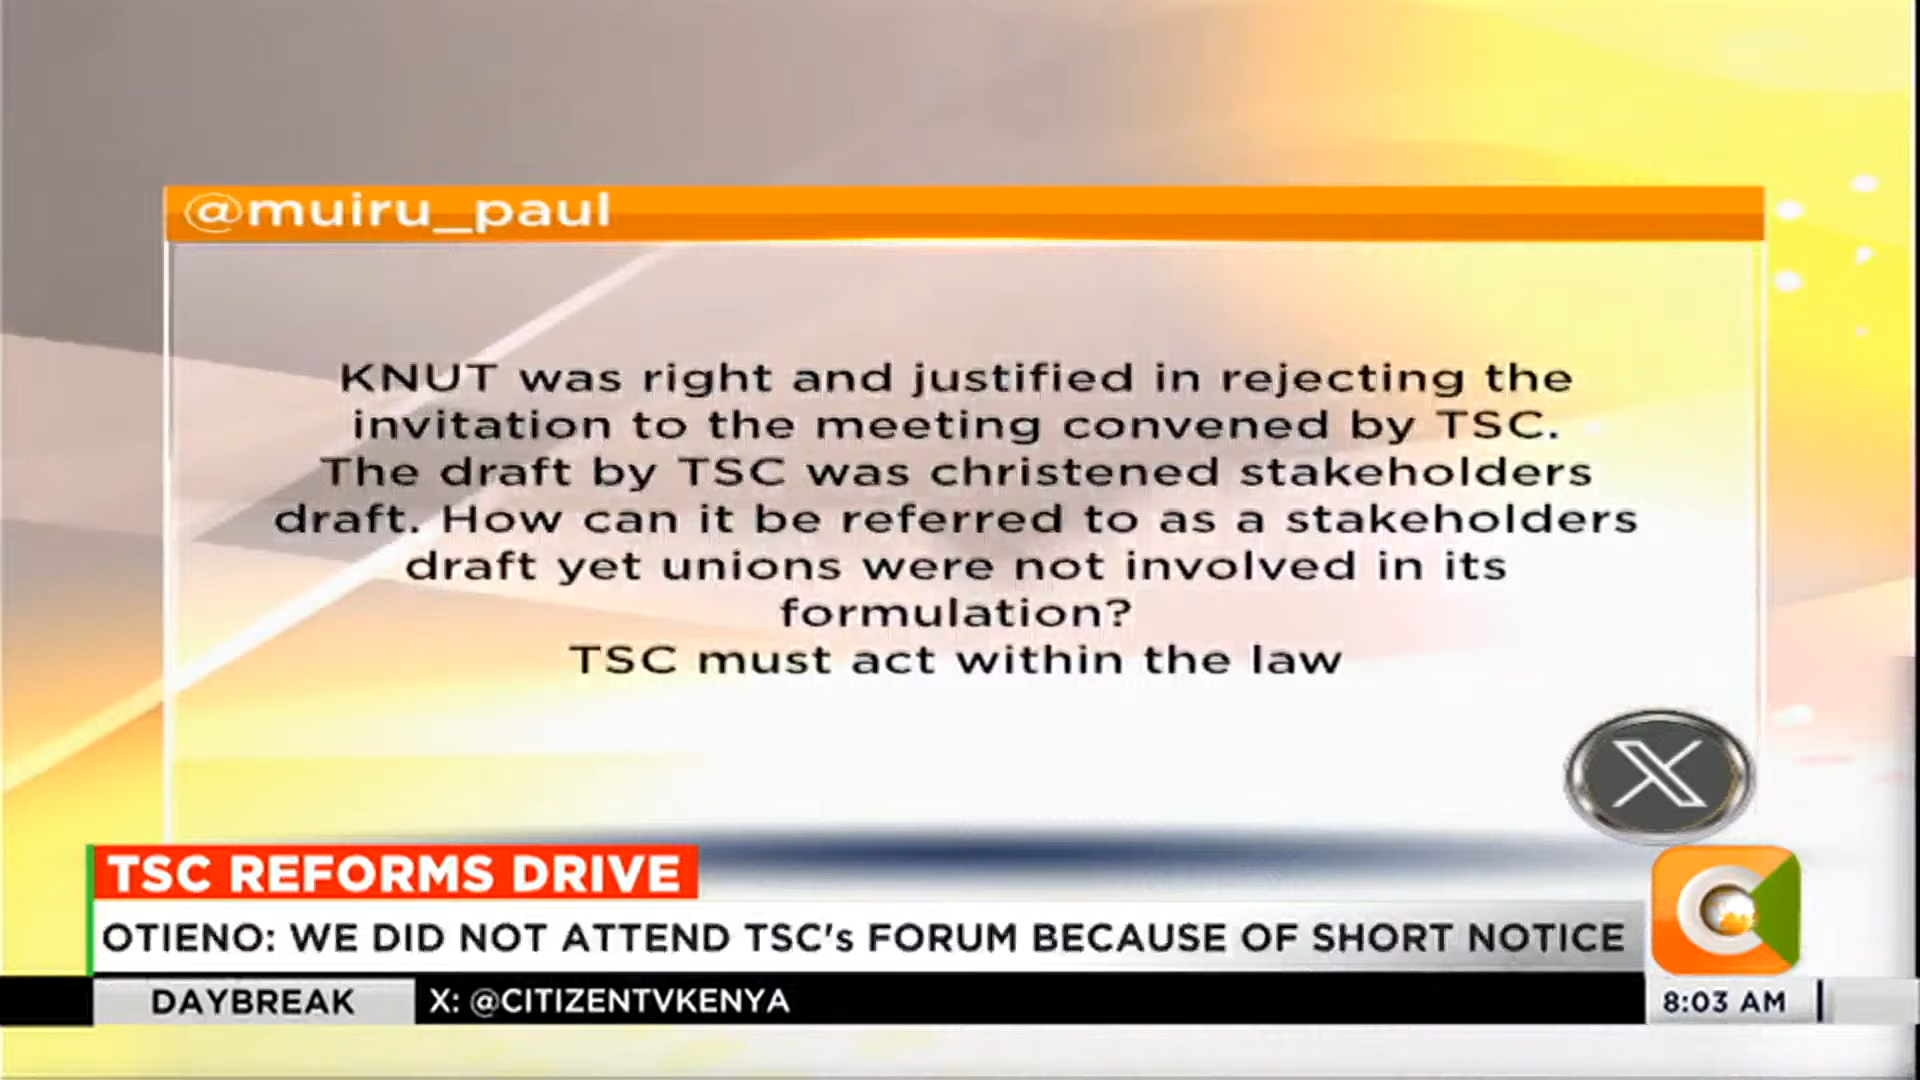 @muiru_paul
KNUT was right and justified in rejecting the
invitation to the meeting convened by TSC.
The draft by TSC was christened stakeholders
draft. How can it be referred to as a stakeholders
draft yet unions were not involved in its
formulation?
TSC must act within the law
TSC REFORMS DRIVE
OTIENO: WE DID NOT ATTEND TSC's FORUM BECAUSE OF SHORT NOTICE
DAYBREAK
X: @CITIZENTVKENYA
8:03 AM